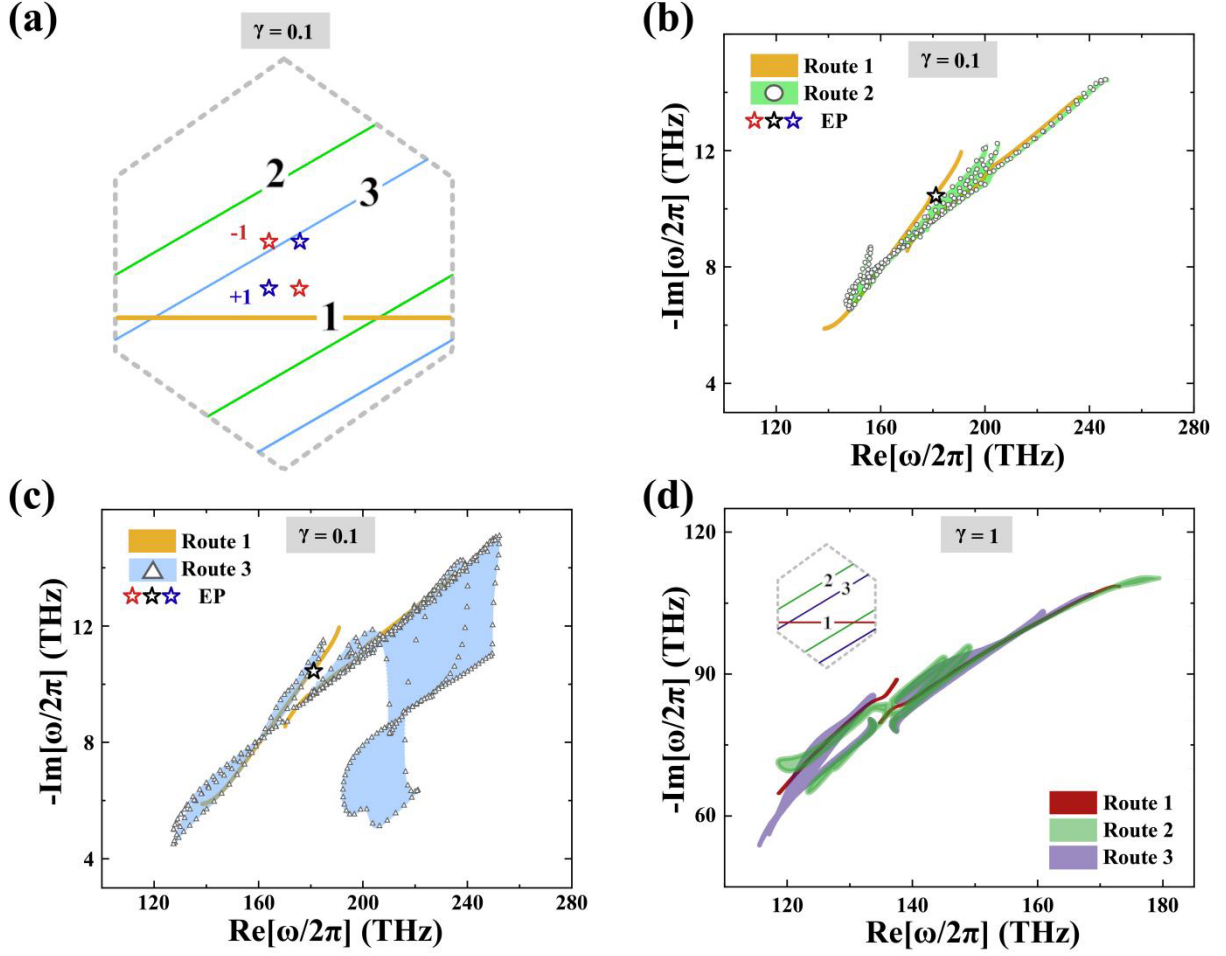 (a)
γ = 0.1
2
3
-1
+1
1
(b)
γ = 0.1
Route 1
Route 2
EP
12
8
4
120 160 200 240 280
-Im[ω/2π] (THz)
Re[ω/2π] (THz)
(c)
γ = 0.1
Route 1
Route 3
EP
12
8
4
120 160 200 240 280
-Im[ω/2π] (THz)
Re[ω/2π] (THz)
(d)
γ = 1
2
3
1
120
90
60
Route 1
Route 2
Route 3
120 140 160 180
-Im[ω/2π] (THz)
Re[ω/2π] (THz)